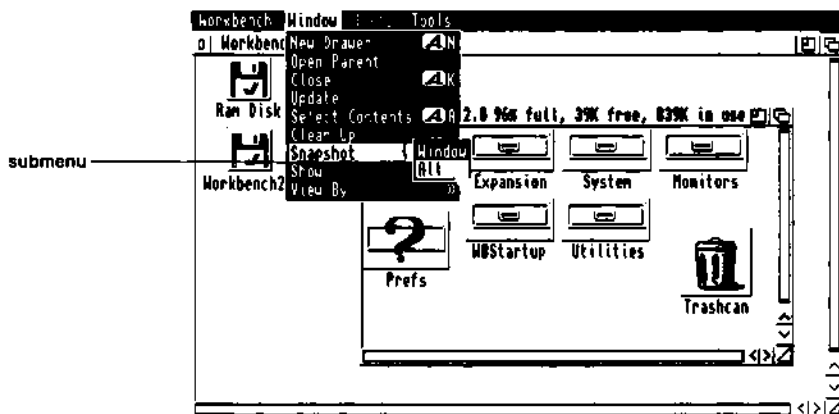 Workbench Window Tools
Workbenc
New Drawer A N
Open Parent
Close A K
Update
Select Contents A A
Clean Up
Snapshot
Window
All
Show
View By »
submenu
Ram Disk
Workbench2
2.0 96% full, 39K free, 839K in use
Expansion
System
Monitors
WBStartup
Utilities
Prefs
Trashcan